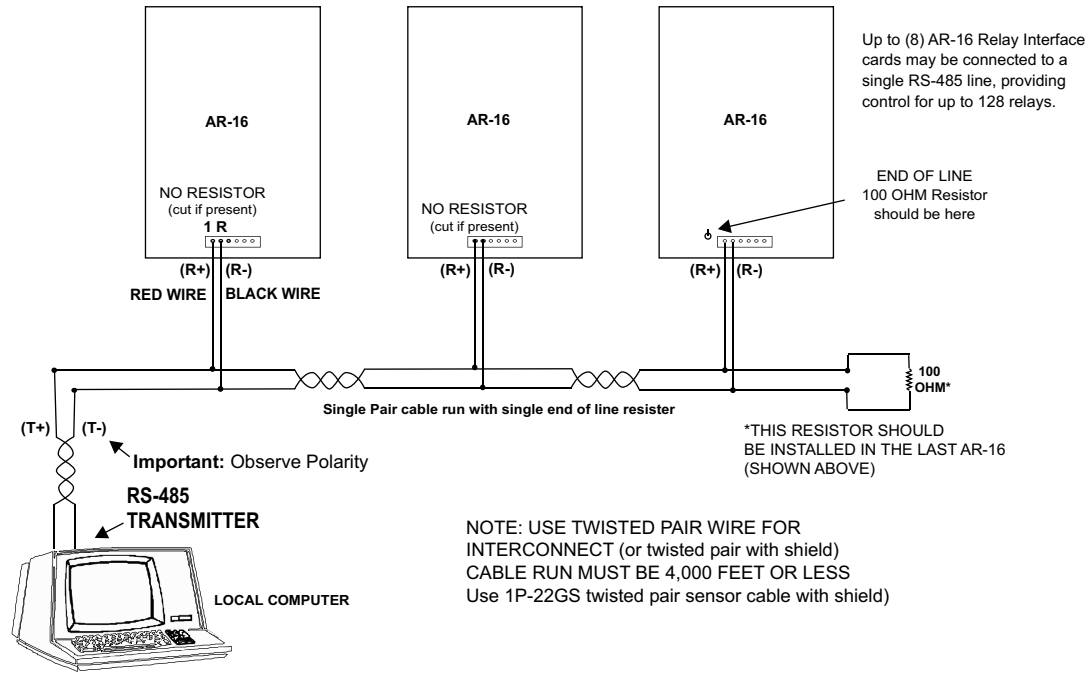 Up to (8) AR-16 Relay Interface
cards may be connected to a
single RS-485 line, providing
control for up to 128 relays.
AR-16
AR-16
AR-16
NO RESISTOR
(cut if present)
1 R
NO RESISTOR
(cut if present)
END OF LINE
100 OHM Resistor
should be here
(R+) (R-)
(R+) (R-)
(R+) (R-)
RED WIRE BLACK WIRE
100
OHM*
Single Pair cable run with single end of line resister
(T+) (T-)
*THIS RESISTOR SHOULD
BE INSTALLED IN THE LAST AR-16
(SHOWN ABOVE)
Important: Observe Polarity
RS-485
TRANSMITTER
NOTE: USE TWISTED PAIR WIRE FOR
INTERCONNECT (or twisted pair with shield)
CABLE RUN MUST BE 4,000 FEET OR LESS
Use 1P-22GS twisted pair sensor cable with shield)
LOCAL COMPUTER